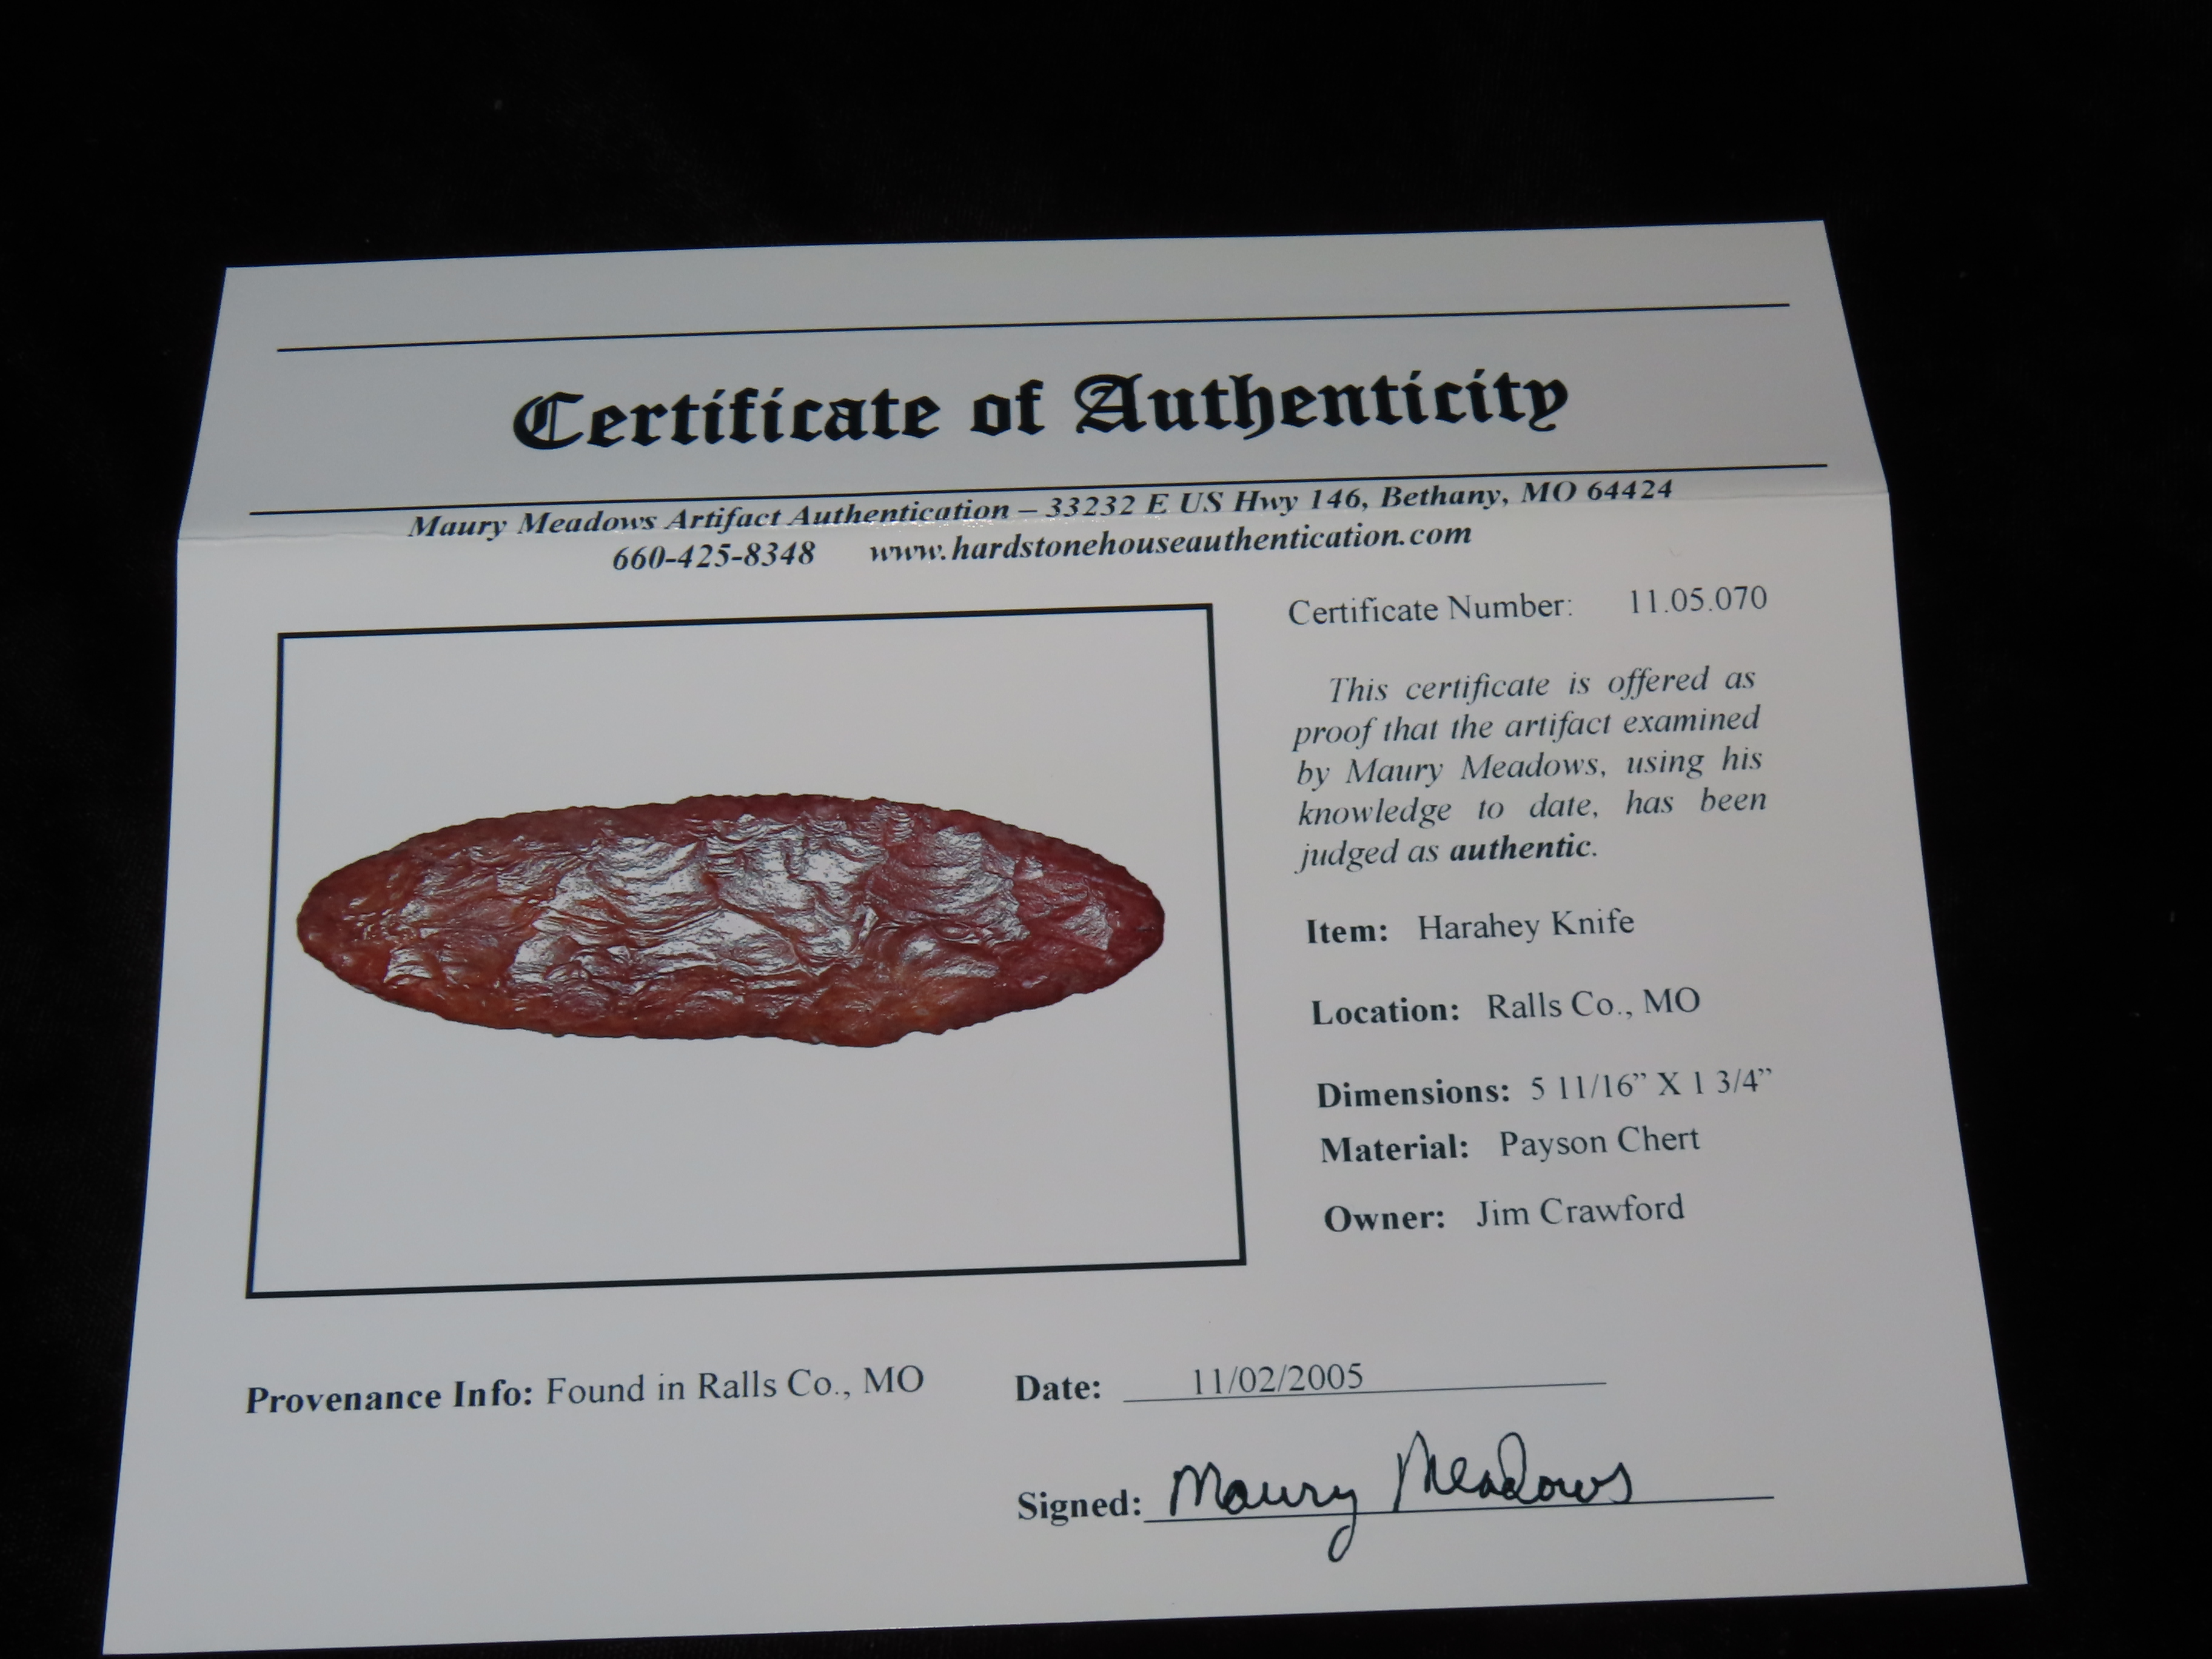 Certificate of Authenticity
Maury Meadows Artifact Authentication – 33232 E US Hwy 146, Bethany, MO 64424
660-425-8348 www.hardstonehouseauthentication.com
Certificate Number: 11.05.070
This certificate is offered as
proof that the artifact examined
by Maury Meadows, using his
knowledge to date, has been
judged as authentic.
Item: Harahey Knife
Location: Ralls Co., MO
Dimensions: 5 11/16” X 1 3/4”
Material: Payson Chert
Owner: Jim Crawford
Provenance Info: Found in Ralls Co., MO
Date: 11/02/2005
Signed: Maury Meadows